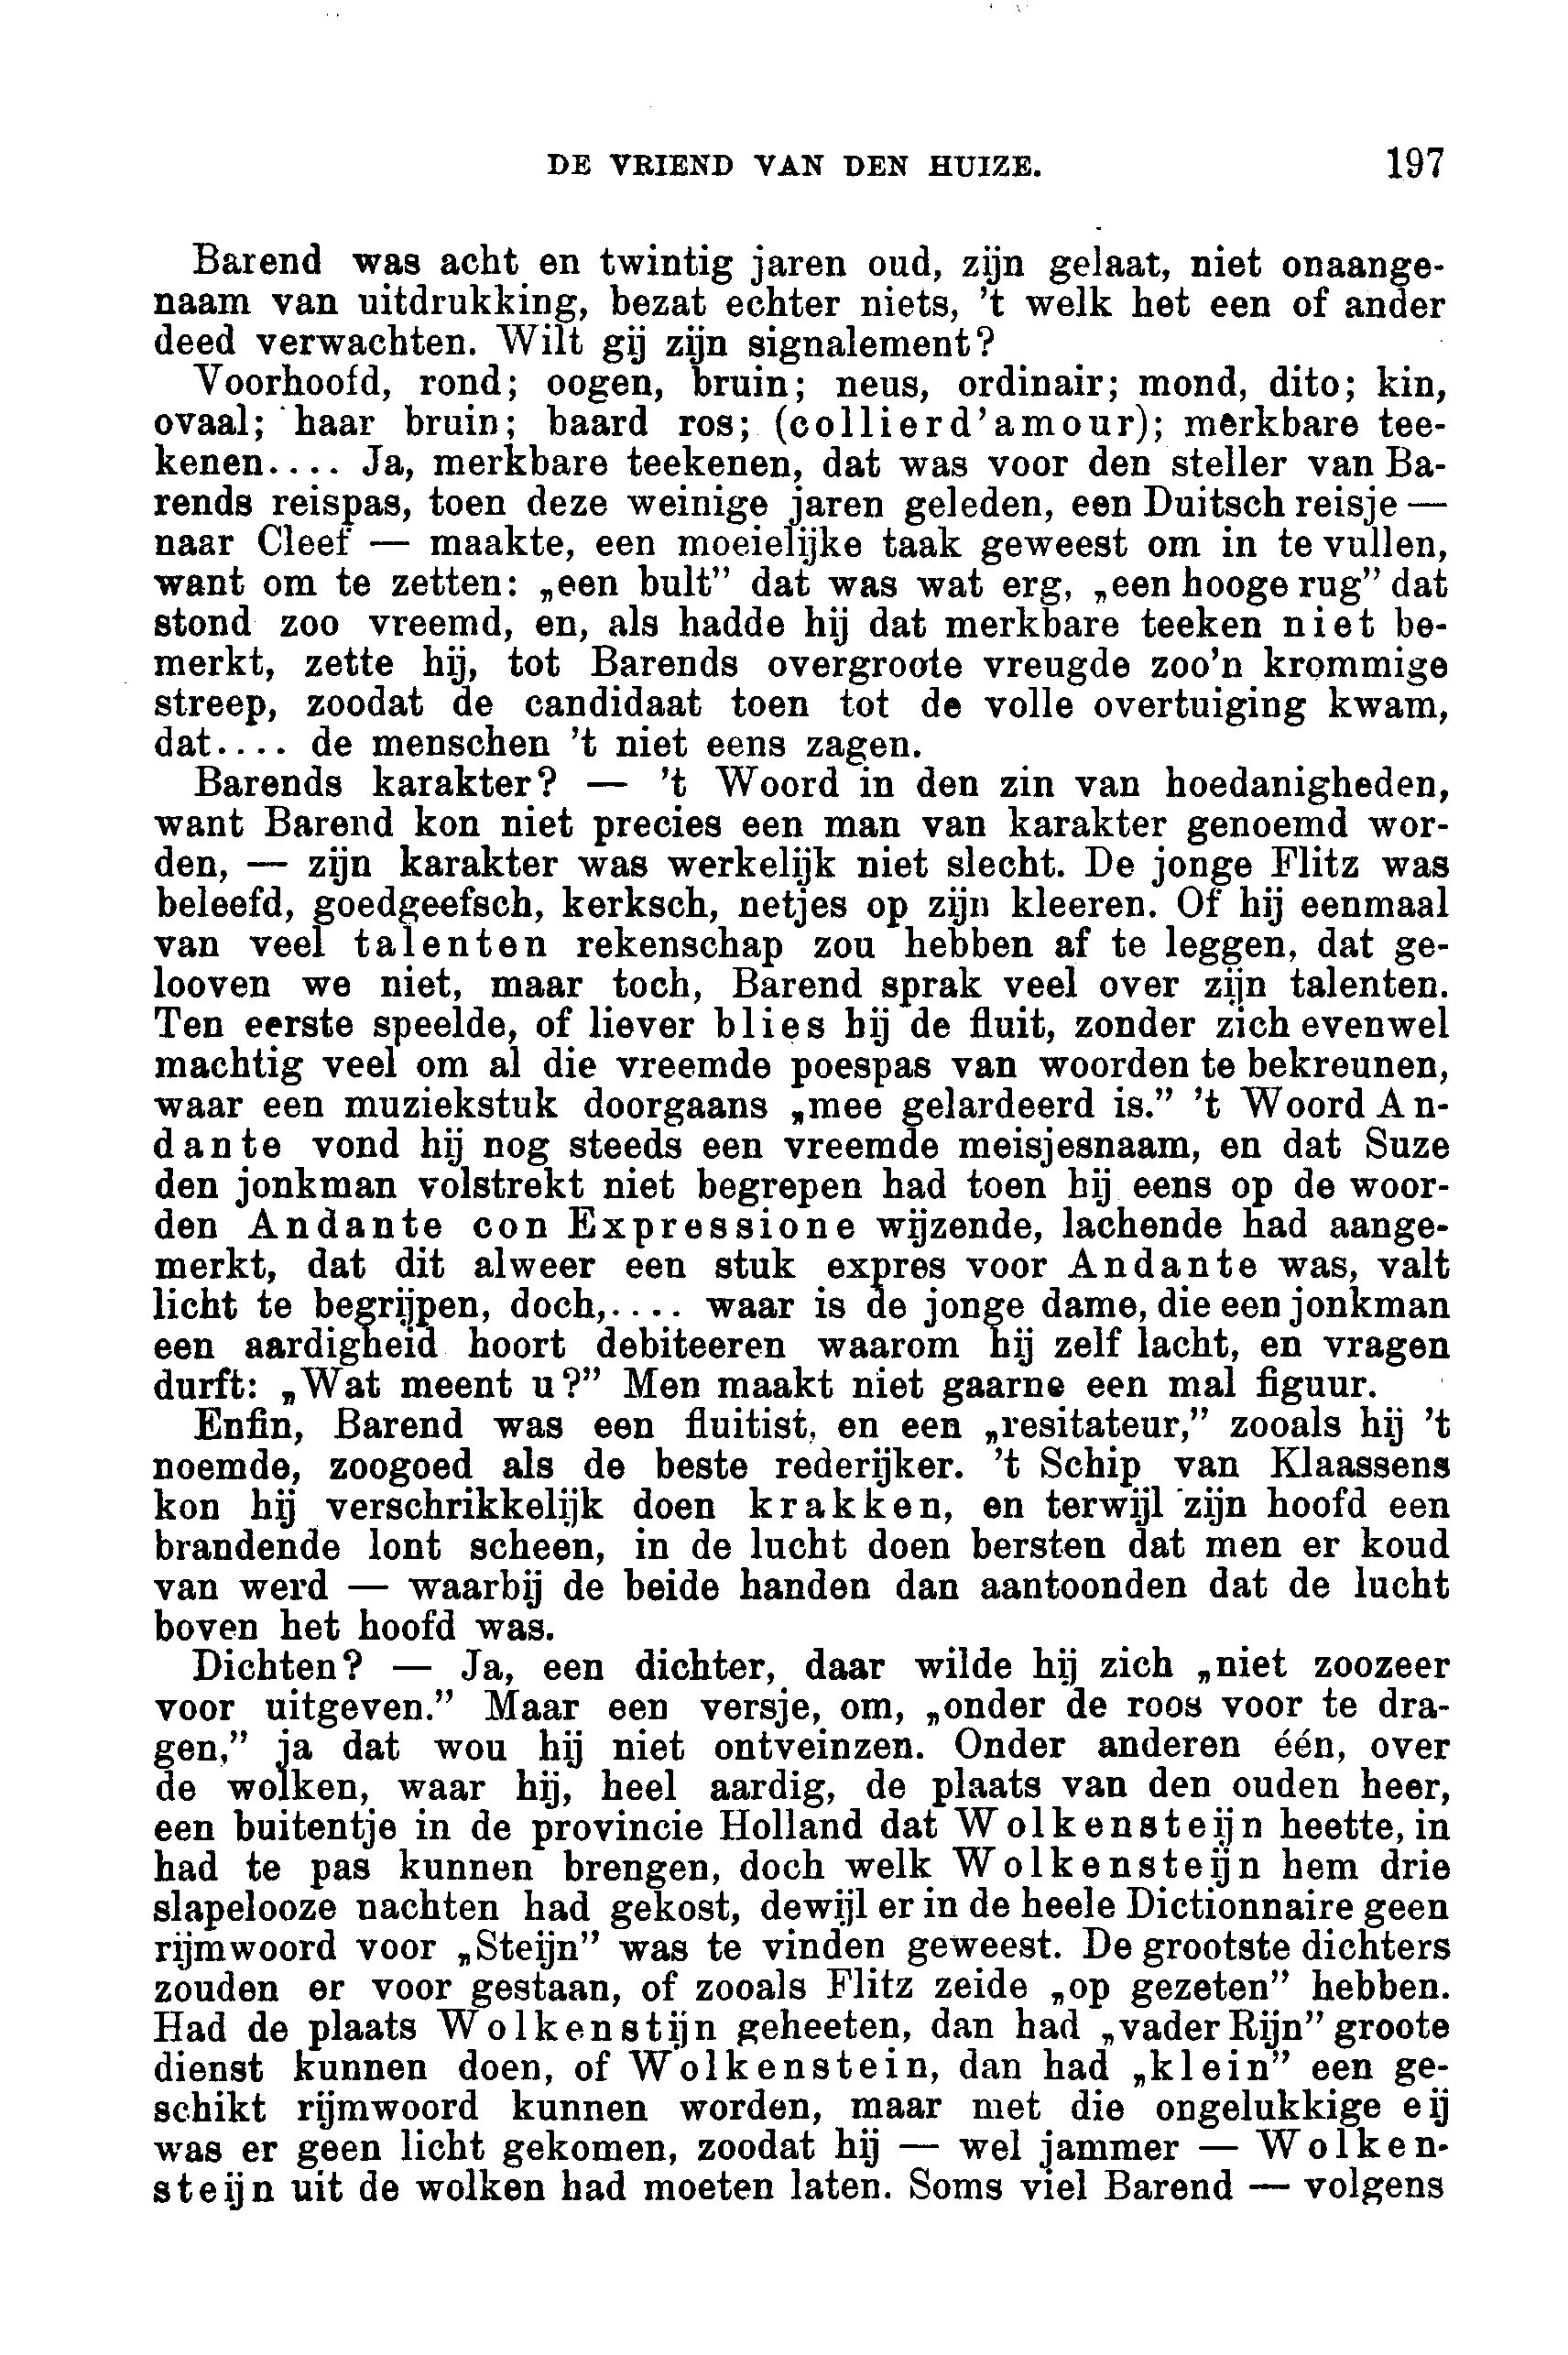 DE VRIEND VAN DEN HUIZE. 197
Barend was acht en twintig jaren oud, zijn gelaat, niet onaange-
naam van uitdrukking, bezat echter niets, 't welk het een of ander
deed verwachten. Wilt gij zijn signalement?
Voorhoofd, rond; oogen, bruin; neus, ordinair; mond, dito; kin,
ovaal; haar bruin; baard ros; (collierd'amour); merkbare tee-
kenen.... Ja, merkbare teekenen, dat was voor den steller van Ba-
rends reispas, toen deze weinige jaren geleden, een Duitsch reisje —
naar Cleef — maakte, een moeielijke taak geweest om in te vullen,
want om te zetten: „een bult” dat was wat erg, „een hooge rug” dat
stond zoo vreemd, en, als hadde hij dat merkbare teeken niet be-
merkt, zette hij, tot Barends overgroote vreugde zoo'n krommige
streep, zoodat de candidaat toen tot de volle overtuiging kwam,
dat.... de menschen 't niet eens zagen.
Barends karakter? — 't Woord in den zin van hoedanigheden,
want Barend kon niet precies een man van karakter genoemd wor-
den, — zijn karakter was werkelijk niet slecht. De jonge Flitz was
beleefd, goedgeefsch, kerksch, netjes op zijn kleeren. Of hij eenmaal
van veel talenten rekenschap zou hebben af te leggen, dat ge-
looven we niet, maar toch, Barend sprak veel over zijn talenten.
Ten eerste speelde, of liever blies hij de fluit, zonder zich evenwel
machtig veel om al die vreemde poespas van woorden te bekreunen,
waar een muziekstuk doorgaans „mee gelardeerd is.” 't Woord An-
dante vond hij nog steeds een vreemde meisjesnaam, en dat Suze
den jonkman volstrekt niet begrepen had toen hij eens op de woor-
den Andante con Expressione wijzende, lachende had aange-
merkt, dat dit alweer een stuk expres voor Andante was, valt
licht te begrijpen, doch,.... waar is de jonge dame, die een jonkman
een aardigheid hoort debiteeren waarom hij zelf lacht, en vragen
durft: „Wat meent u?” Men maakt niet gaarne een mal figuur.
Enfin, Barend was een fluitist, en een „resitateur,” zooals hij 't
noemde, zoogoed als de beste rederijker. 't Schip van Klaassens
kon hij verschrikkelijk doen krakken, en terwijl zijn hoofd een
brandende lont scheen, in de lucht doen bersten dat men er koud
van werd — waarbij de beide handen dan aantoonden dat de lucht
boven het hoofd was.
Dichten? — Ja, een dichter, daar wilde hij zich „niet zoozeer
voor uitgeven.” Maar een versje, om, „onder de roos voor te dra-
gen,” ja dat wou hij niet ontveinzen. Onder anderen één, over
de wolken, waar hij, heel aardig, de plaats van den ouden heer,
een buitentje in de provincie Holland dat Wolkensteijn heette, in
had te pas kunnen brengen, doch welk Wolkensteijn hem drie
slapelooze nachten had gekost, dewijl er in de heele Dictionnaire geen
rijmwoord voor „Steijn” was te vinden geweest. De grootste dichters
zouden er voor gestaan, of zooals Flitz zeide „op gezeten” hebben.
Had de plaats Wolkenstijn geheeten, dan had „vader Rijn” groote
dienst kunnen doen, of Wolkenstein, dan had „klein” een ge-
schikt rijmwoord kunnen worden, maar met die ongelukkige eij
was er geen licht gekomen, zoodat hij — wel jammer — Wolken-
steijn uit de wolken had moeten laten. Soms viel Barend — volgens